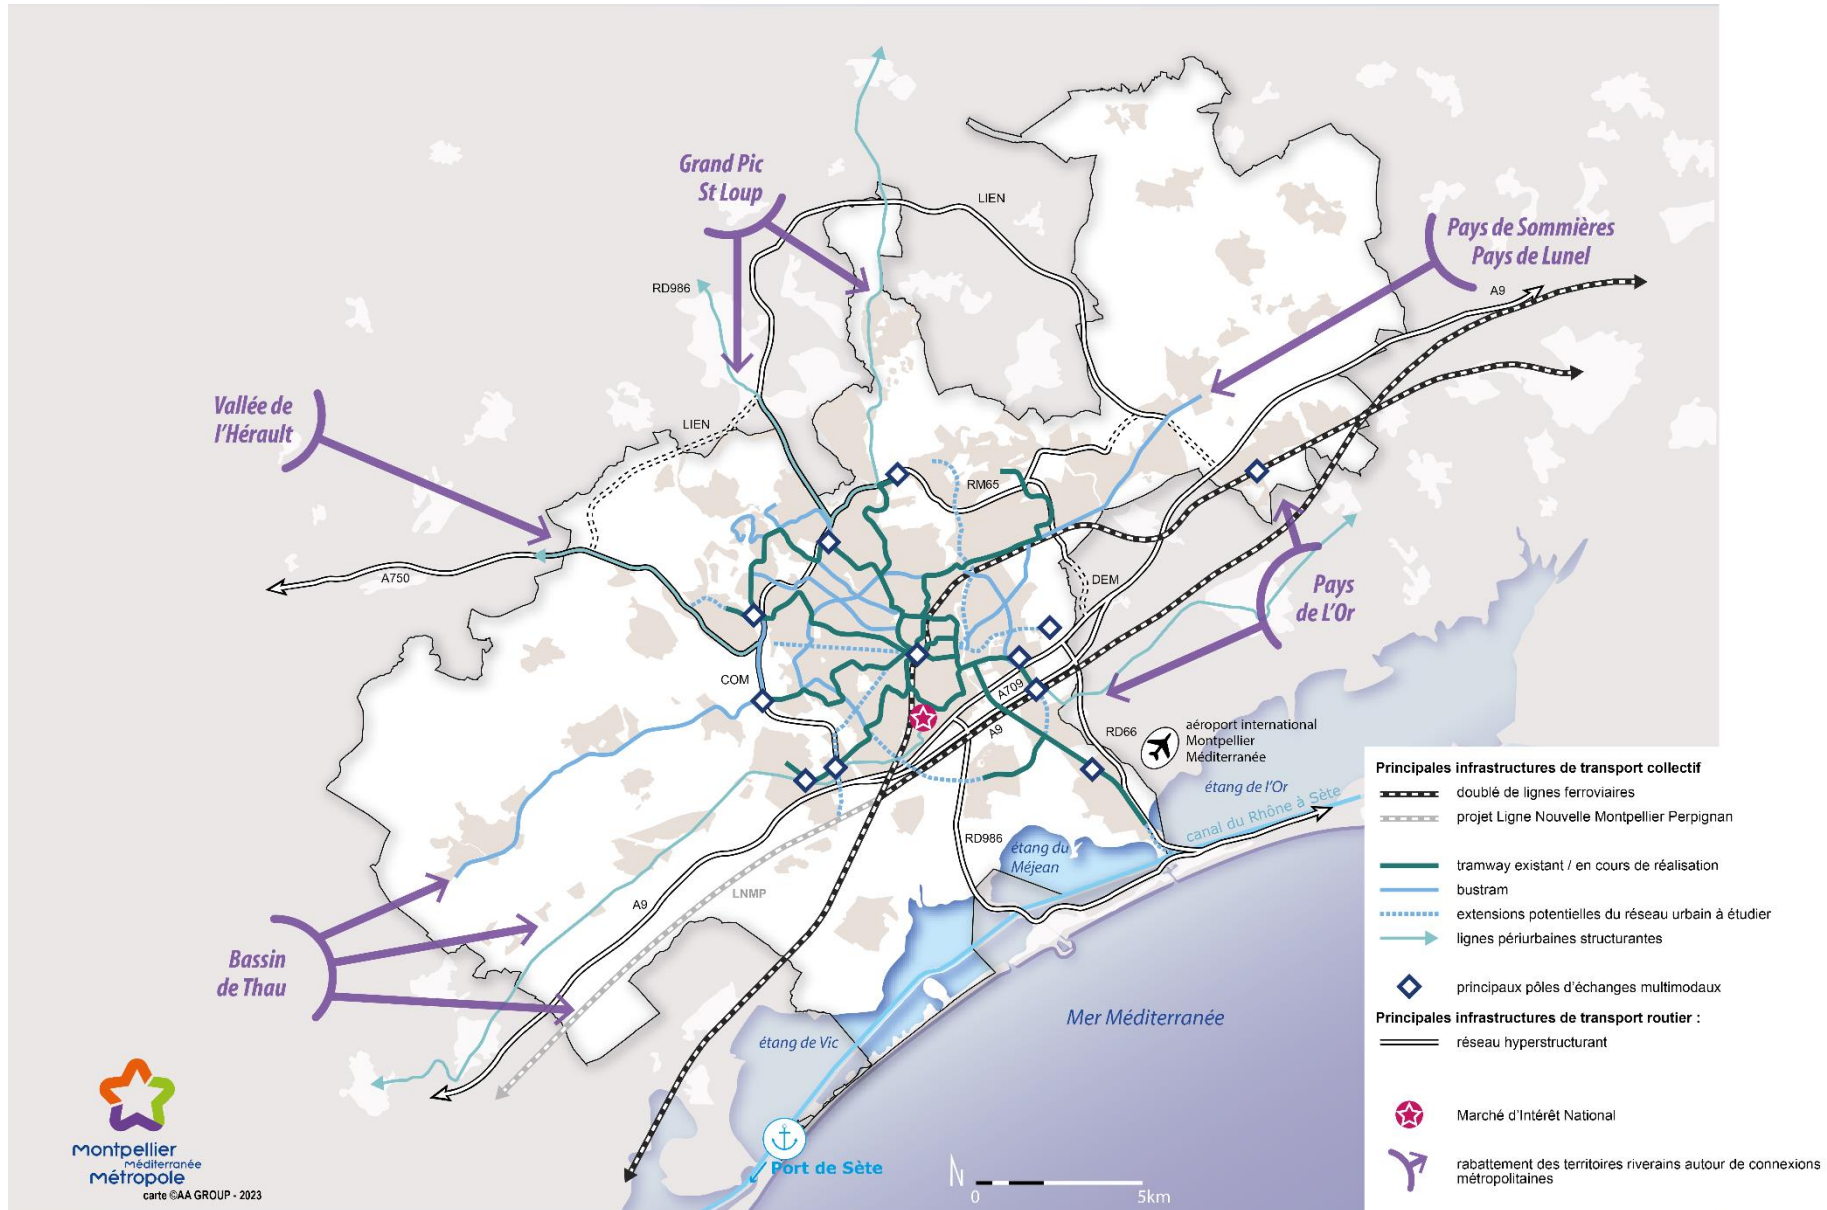 Grand Pic
St Loup
LIEN
Pays de Sommières
Pays de Lunel
RD986
A9
Vallée de
l'Hérault
LIEN
RM65
A750
DEM
Pays
de L'Or
COM
A709
A9
RD66
aéroport international
Montpellier
Méditerranée
étang de l'Or
canal du Rhône à Sète
RD986
étang du
Méjean
LNMP
A9
Bassin
de Thau
étang de Vic
Mer Méditerranée
Port de Sète
N
0
5km
montpellier
méditerranée
métropole
carte ©AA GROUP - 2023
Principales infrastructures de transport collectif
doublé de lignes ferroviaires
projet Ligne Nouvelle Montpellier Perpignan
tramway existant / en cours de réalisation
bustram
extensions potentielles du réseau urbain à étudier
lignes périurbaines structurantes
principaux pôles d'échanges multimodaux
Principales infrastructures de transport routier :
réseau hyperstructurant
Marché d'Intérêt National
rabattement des territoires riverains autour de connexions
métropolitaines